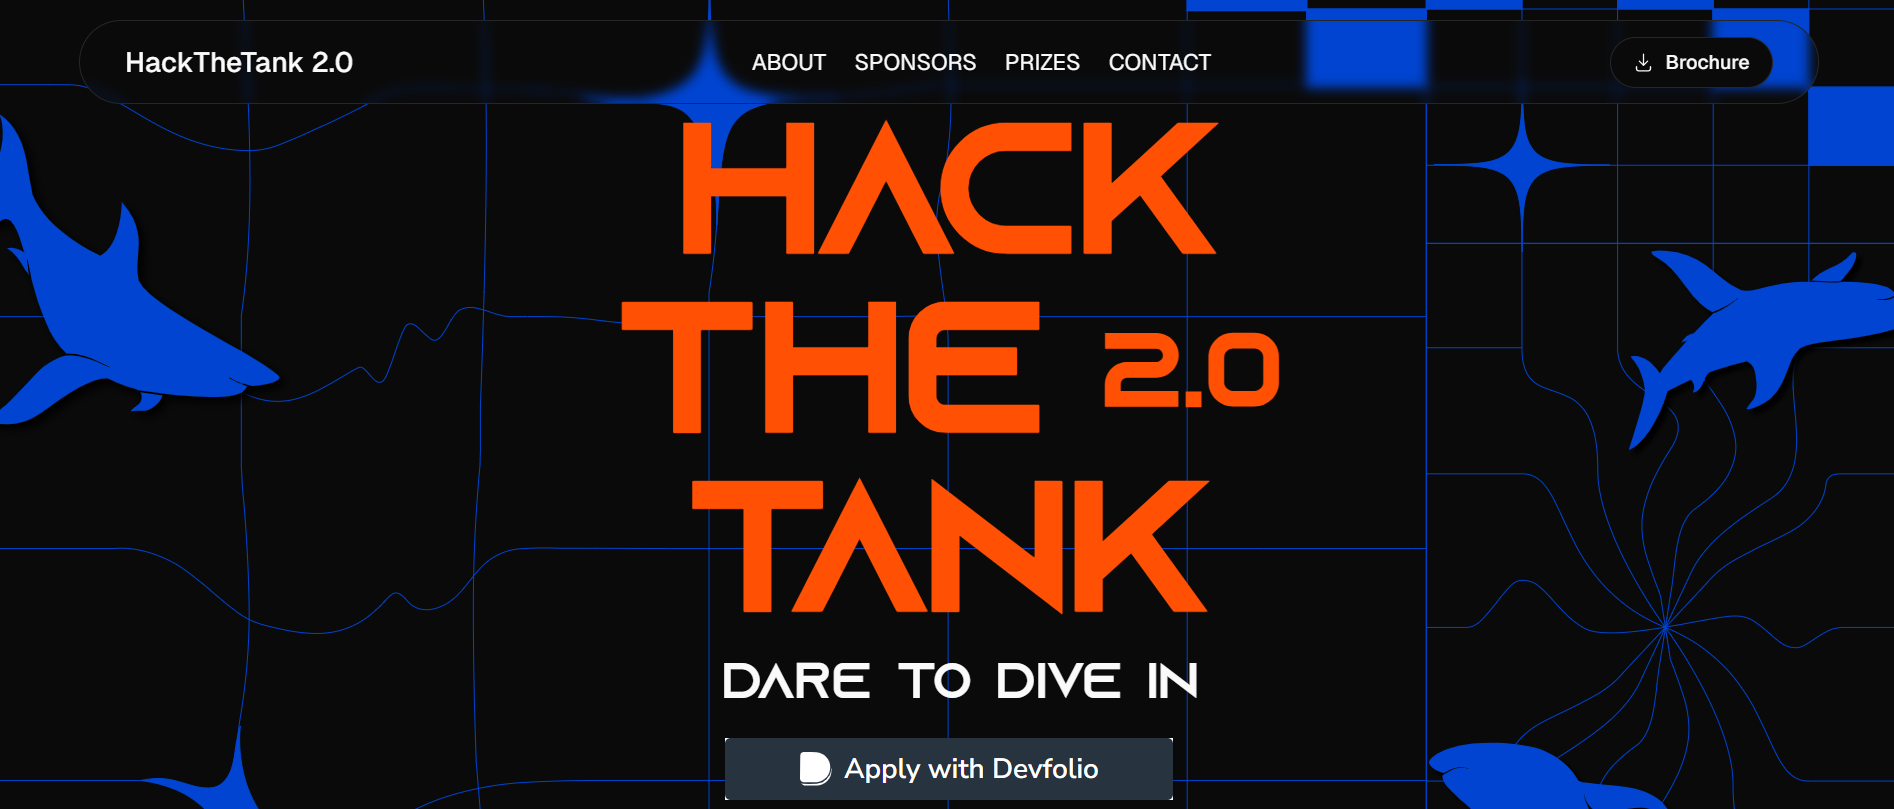 HackTheTank 2.0
ABOUT SPONSORS PRIZES CONTACT
Brochure
HACK
THE 2.0
TANK
DARE TO DIVE IN
Apply with Devfolio